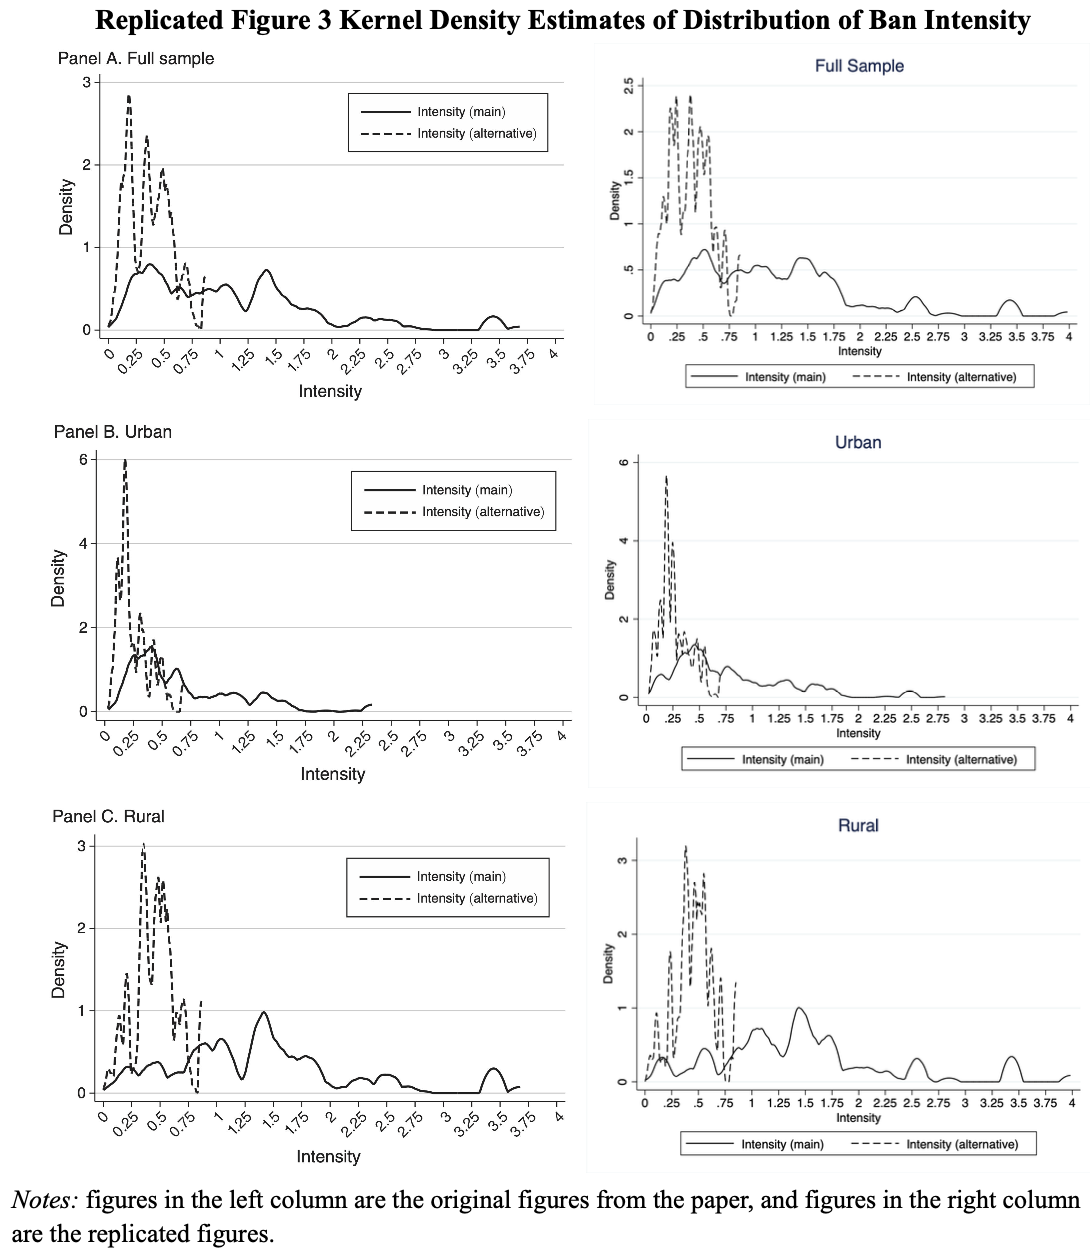 Replicated Figure 3 Kernel Density Estimates of Distribution of Ban Intensity
Panel A. Full sample
3
2
1
0
Density
Intensity (main)
Intensity (alternative)
0 0.25 0.5 0.75 1 1.25 1.5 1.75 2 2.25 2.5 2.75 3 3.25 3.5 3.75 4
Intensity
Full Sample
2.5
2
1.5
1
.5
0
Density
0 .25 .5 .75 1 1.25 1.5 1.75 2 2.25 2.5 2.75 3 3.25 3.5 3.75 4
Intensity
Intensity (main) Intensity (alternative)
Panel B. Urban
6
4
2
0
Density
Intensity (main)
Intensity (alternative)
0 0.25 0.5 0.75 1 1.25 1.5 1.75 2 2.25 2.5 2.75 3 3.25 3.5 3.75 4
Intensity
Urban
6
4
2
0
Density
0 .25 .5 .75 1 1.25 1.5 1.75 2 2.25 2.5 2.75 3 3.25 3.5 3.75 4
Intensity
Intensity (main) Intensity (alternative)
Panel C. Rural
3
2
1
0
Density
Intensity (main)
Intensity (alternative)
0 0.25 0.5 0.75 1 1.25 1.5 1.75 2 2.25 2.5 2.75 3 3.25 3.5 3.75 4
Intensity
Rural
3
2
1
0
Density
0 .25 .5 .75 1 1.25 1.5 1.75 2 2.25 2.5 2.75 3 3.25 3.5 3.75 4
Intensity
Intensity (main) Intensity (alternative)
Notes: figures in the left column are the original figures from the paper, and figures in the right column
are the replicated figures.